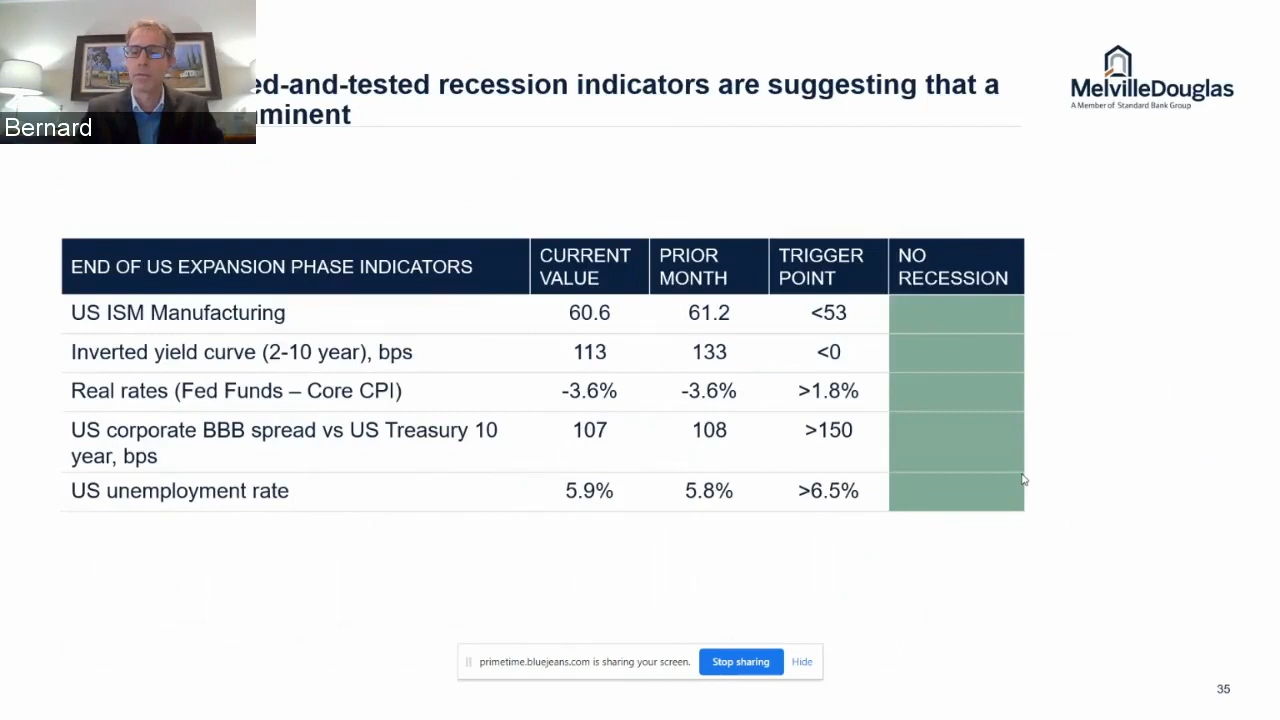 ed-and-tested recession indicators are suggesting that a
minent
MelvilleDouglas
A Member of Standard Bank Group
Bernard
END OF US EXPANSION PHASE INDICATORS CURRENT VALUE PRIOR MONTH TRIGGER POINT NO RECESSION
US ISM Manufacturing 60.6 61.2 <53
Inverted yield curve (2-10 year), bps 113 133 <0
Real rates (Fed Funds – Core CPI) -3.6% -3.6% >1.8%
US corporate BBB spread vs US Treasury 10 107 108 >150
year, bps
US unemployment rate 5.9% 5.8% >6.5%
primetime.bluejeans.com is sharing your screen. Stop sharing Hide
35